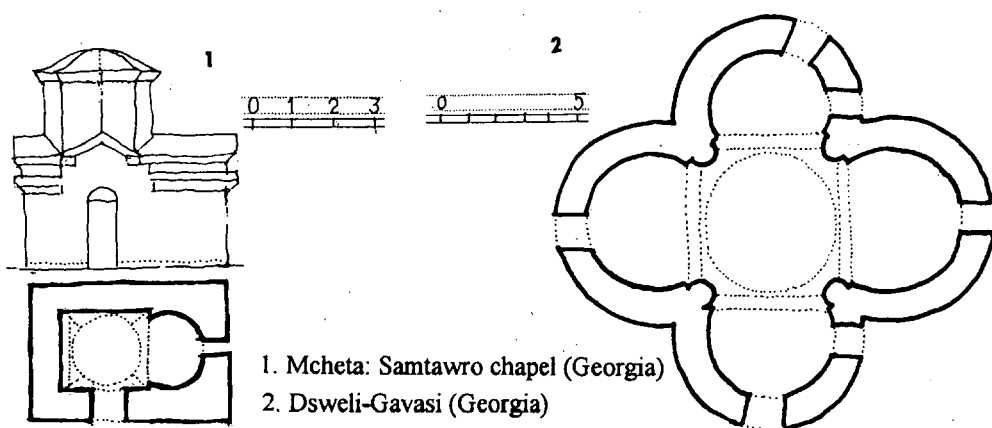 1
2
0 1 2 3
0 5
1. Mcheta: Samtawro chapel (Georgia)
2. Dsweli-Gavasi (Georgia)